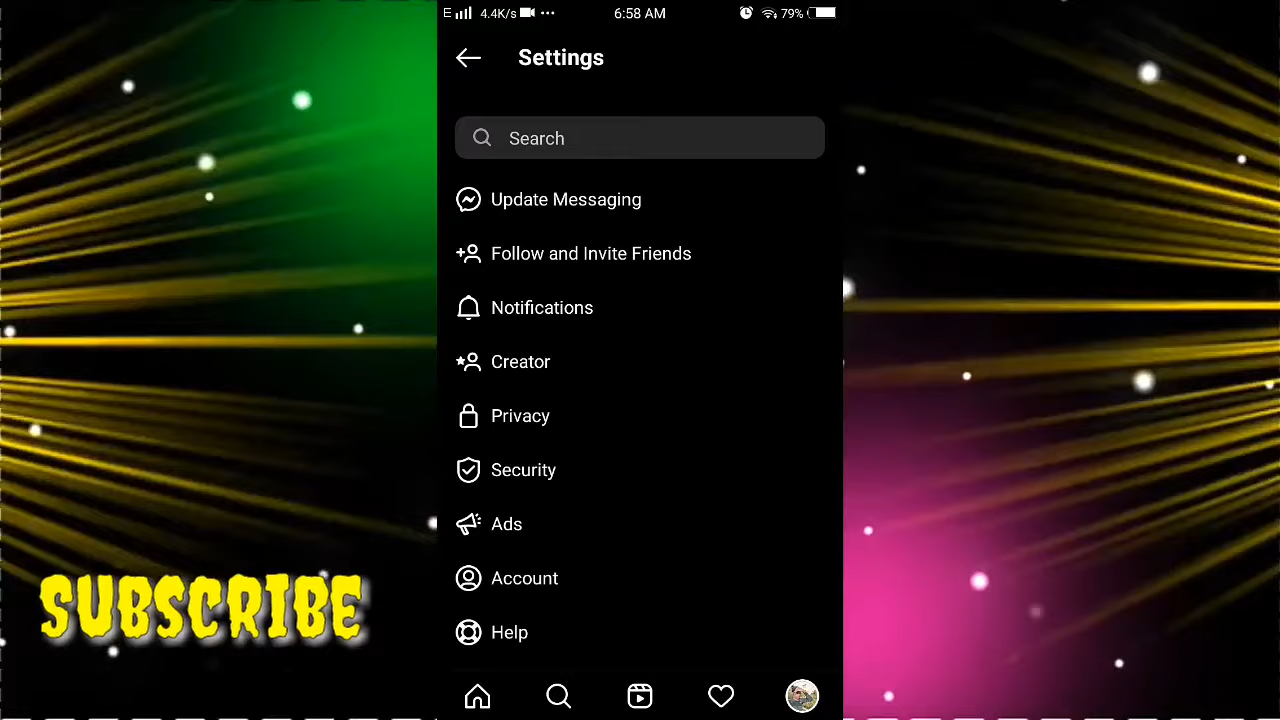 E 4.4K/s ••• 6:58 AM 79%
Settings
Search
Update Messaging
Follow and Invite Friends
Notifications
Creator
Privacy
Security
Ads
Account
Help
SUBSCRIBE